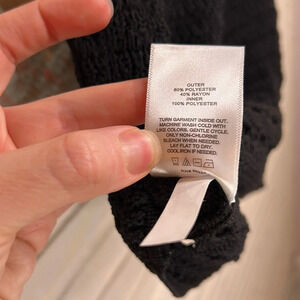 OUTER
60% POLYESTER
40% RAYON
INNER
100% POLYESTER
TURN GARMENT INSIDE OUT.
MACHINE WASH COLD WITH
LIKE COLORS. GENTLE CYCLE.
ONLY NON-CHLORINE
BLEACH WHEN NEEDED.
LAY FLAT TO DRY.
COOL IRON IF NEEDED.